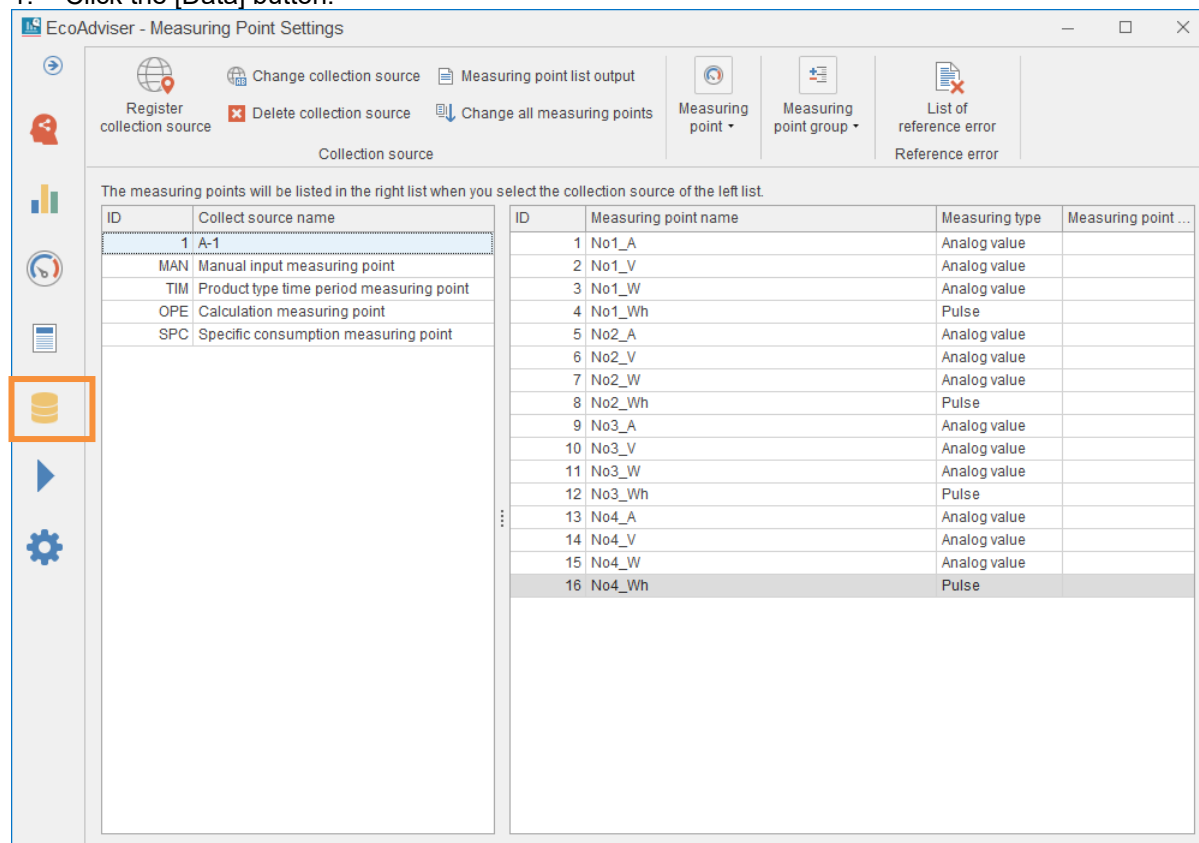 1. Click the [Data] button.
EcoAdviser - Measuring Point Settings
Register
collection source
Change collection source
Delete collection source
Measuring point list output
Change all measuring points
Collection source
Measuring
point
Measuring
point group
List of
reference error
Reference error
The measuring points will be listed in the right list when you select the collection source of the left list.
ID Collect source name
1 A-1
MAN Manual input measuring point
TIM Product type time period measuring point
OPE Calculation measuring point
SPC Specific consumption measuring point
ID Measuring point name Measuring type Measuring point ...
1 No1_A Analog value
2 No1_V Analog value
3 No1_W Analog value
4 No1_Wh Pulse
5 No2_A Analog value
6 No2_V Analog value
7 No2_W Analog value
8 No2_Wh Pulse
9 No3_A Analog value
10 No3_V Analog value
11 No3_W Analog value
12 No3_Wh Pulse
13 No4_A Analog value
14 No4_V Analog value
15 No4_W Analog value
16 No4_Wh Pulse